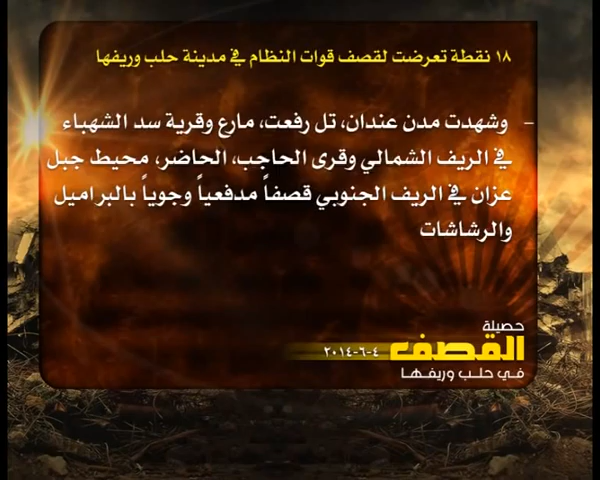 ١٨ نقطة تعرضت لقصف قوات النظام في مدينة حلب وريفها
- وشهدت مدن عندان، تل رفعت، مارع وقرية سد الشهباء
في الريف الشمالي وقرى الحاجب، الحاضر، محيط جبل
عزان في الريف الجنوبي قصفاً مدفعياً وجوياً بالبراميل
والرشاشات
حصيلة
القصف ٤-٦-٢٠١٤
في حلب وريفها